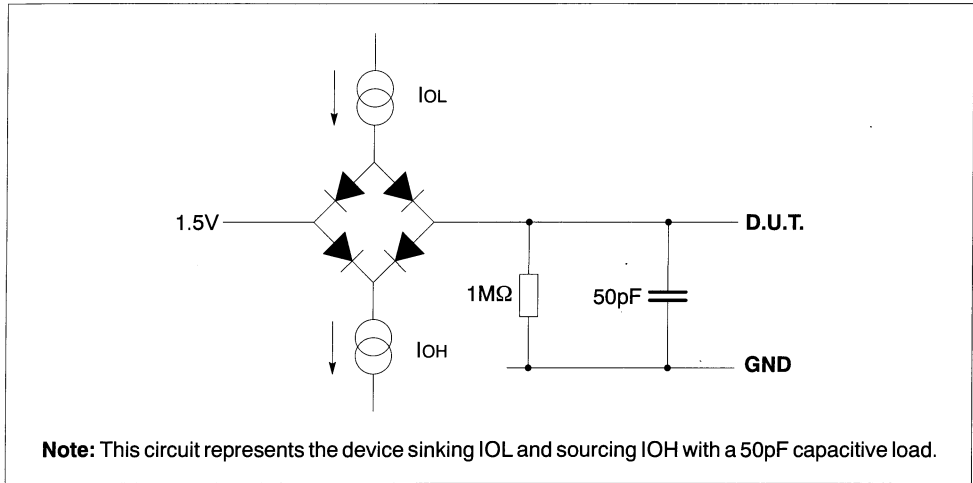 IOL
1.5V
D.U.T.
1MΩ
50pF
IOH
GND
Note: This circuit represents the device sinking IOL and sourcing IOH with a 50pF capacitive load.